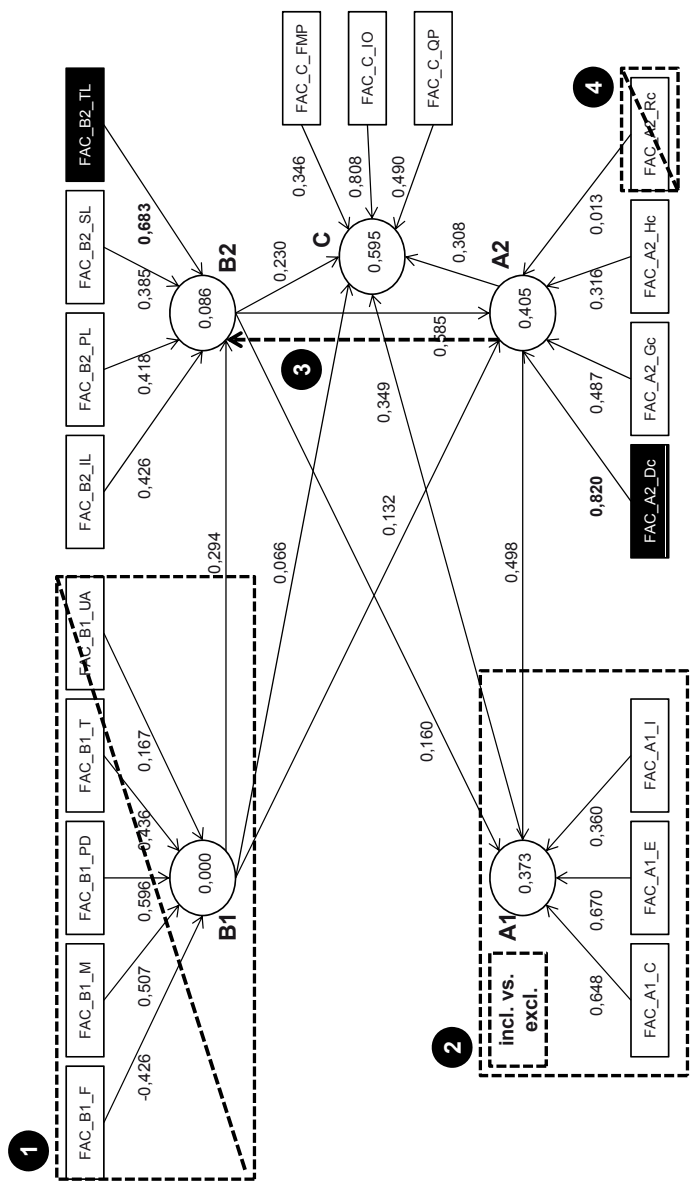 1
FAC_B1_F
FAC_B1_M
FAC_B1_PD
FAC_B1_T
FAC_B1_UA
-0,426
0,507
0,596
0,436
0,167
0,000
B1
FAC_B2_IL
FAC_B2_PL
FAC_B2_SL
FAC_B2_TL
0,426
0,418
0,385
0,683
0,086
B2
0,294
0,066
0,132
0,160
0,230
3
0,585
C
0,595
FAC_C_FMP
FAC_C_IO
FAC_C_QP
0,346
0,808
0,490
0,349
0,308
2
incl. vs.
excl.
A1
0,373
0,498
A2
0,405
0,648
0,670
0,360
FAC_A1_C
FAC_A1_E
FAC_A1_I
0,820
0,487
0,316
0,013
4
FAC_A2_Dc
FAC_A2_Gc
FAC_A2_Hc
FAC_A2_Rc